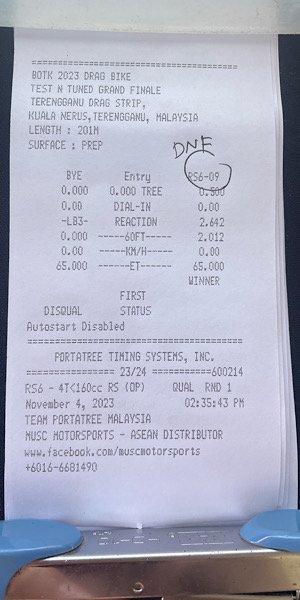 ========================================
BOTK 2023 DRAG BIKE
TEST N TUNED GRAND FINALE
TERENGGANU DRAG STRIP,
KUALA NERUS,TERENGGANU, MALAYSIA
LENGTH : 201M
SURFACE : PREP
DNF
BYE Entry RS6-09
0.000 0.000 TREE 0.500
0.00 DIAL-IN 0.00
-LB3- REACTION 2.642
0.000 -----60FT----- 2.012
0.00 -----KM/H----- 0.00
65.000 ------ET------ 65.000
WINNER
FIRST
DISQUAL STATUS
Autostart Disabled
========================================
PORTATREE TIMING SYSTEMS, INC.
================ 23/24 ===========600214
RS6 - 4T<160cc RS (OP) QUAL RND 1
November 4, 2023 02:35:43 PM
TEAM PORTATREE MALAYSIA
MUSC MOTORSPORTS - ASEAN DISTRIBUTOR
www.facebook.com/muscmotorsports
+6016-6681490